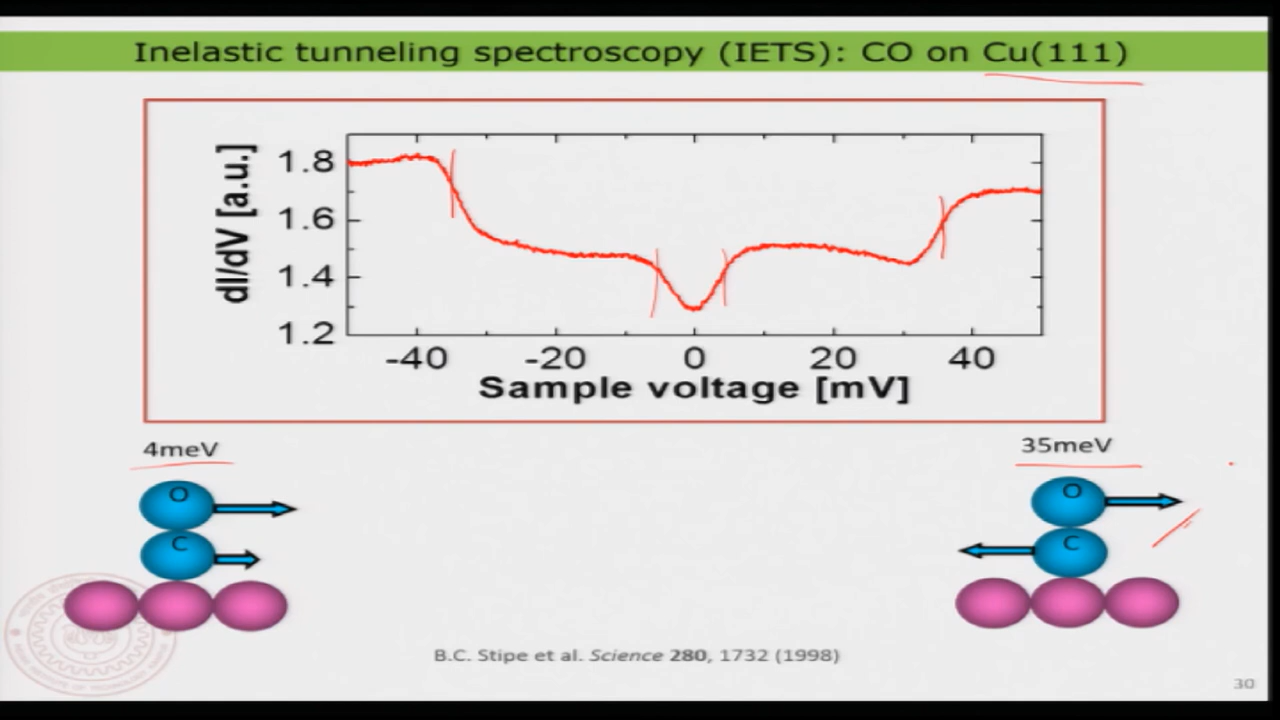 Inelastic tunneling spectroscopy (IETS): CO on Cu(111)
dI/dV [a.u.]
1.8
1.6
1.4
1.2
-40 -20 0 20 40
Sample voltage [mV]
4meV 35meV
O O
C C
B.C. Stipe et al. Science 280, 1732 (1998)
30